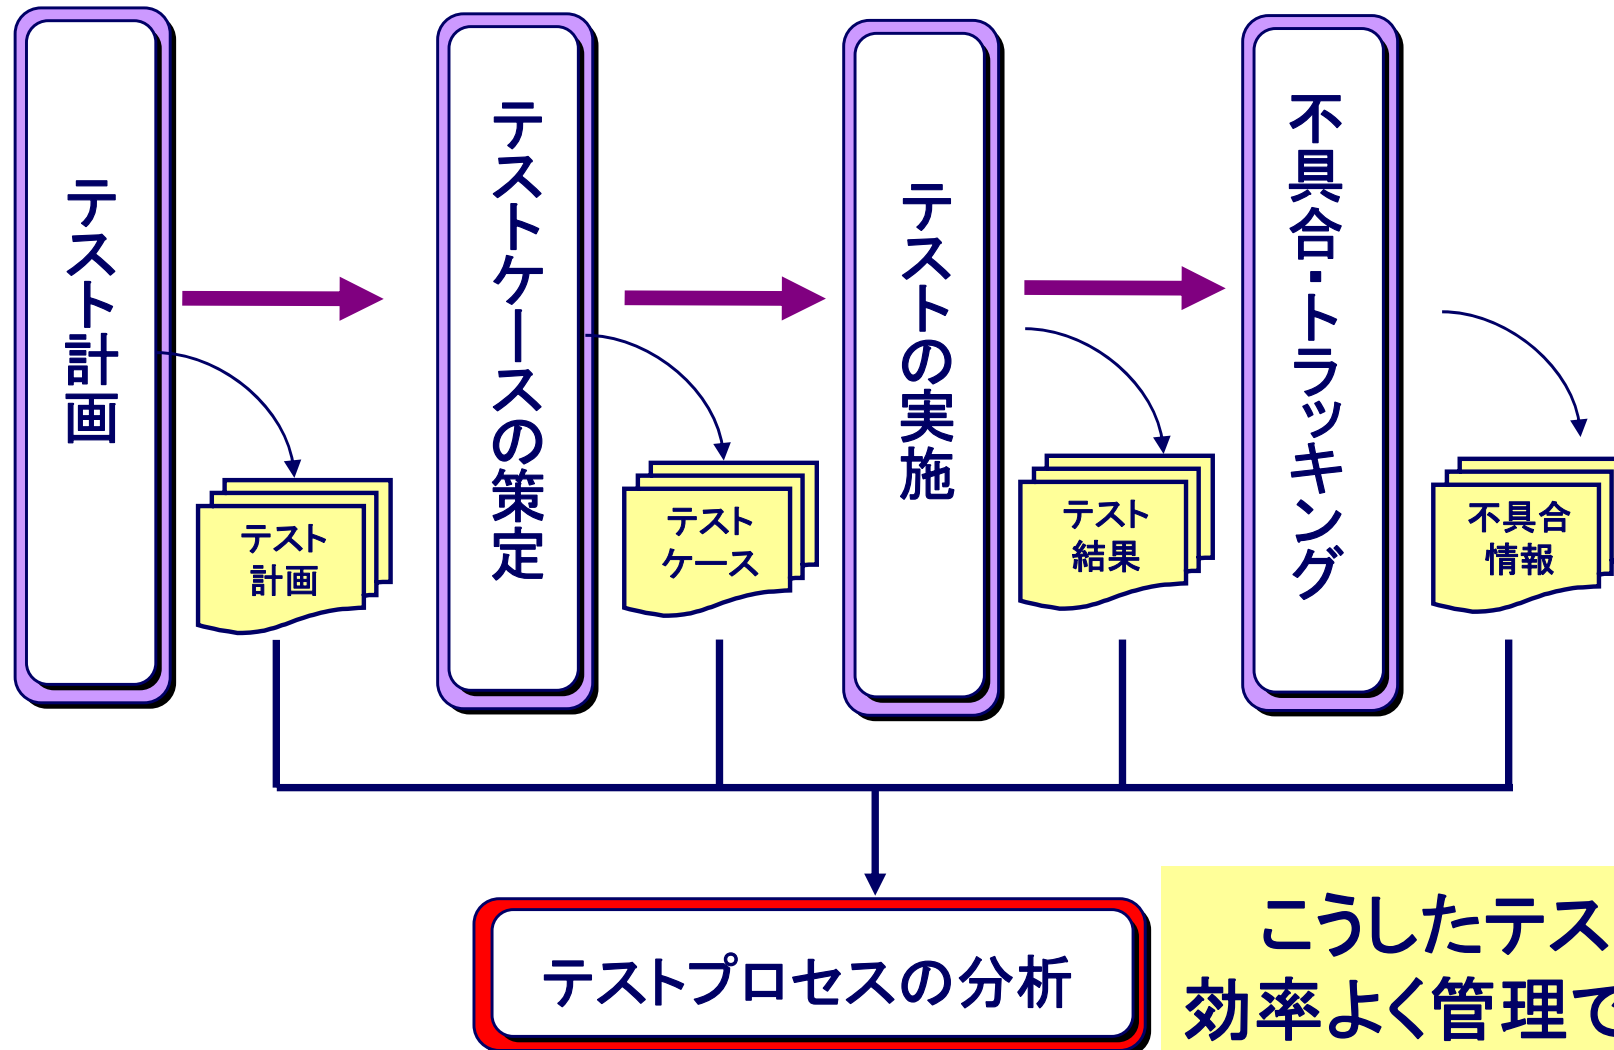 テスト計画
テストケースの策定
テストの実施
不具合・トラッキング
テスト
計画
テスト
ケース
テスト
結果
不具合
情報
テストプロセスの分析
こうしたテス
効率よく管理で